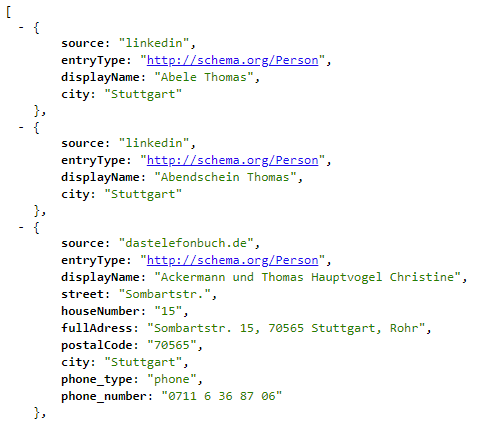 [
- {
source: "linkedin",
entryType: "http://schema.org/Person",
displayName: "Abele Thomas",
city: "Stuttgart"
},
- {
source: "linkedin",
entryType: "http://schema.org/Person",
displayName: "Abendschein Thomas",
city: "Stuttgart"
},
- {
source: "dastelefonbuch.de",
entryType: "http://schema.org/Person",
displayName: "Ackermann und Thomas Hauptvogel Christine",
street: "Sombartstr.",
houseNumber: "15",
fullAdress: "Sombartstr. 15, 70565 Stuttgart, Rohr",
postalCode: "70565",
city: "Stuttgart",
phone_type: "phone",
phone_number: "0711 6 36 87 06"
},